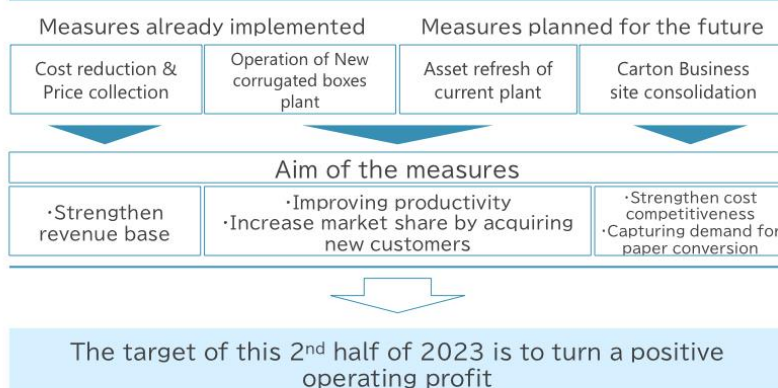 Measures already implemented
Measures planned for the future
Cost reduction &
Price collection
Operation of New
corrugated boxes
plant
Asset refresh of
current plant
Carton Business
site consolidation
Aim of the measures
・Strengthen
revenue base
・Improving productivity
・Increase market share by acquiring
new customers
・Strengthen cost
competitiveness
・Capturing demand for
paper conversion
The target of this 2nd half of 2023 is to turn a positive
operating profit